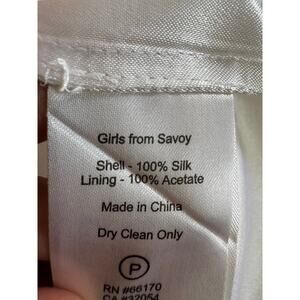 Girls from Savoy
Shell - 100% Silk
Lining - 100% Acetate
Made in China
Dry Clean Only
P
RN #66170
CA #32054